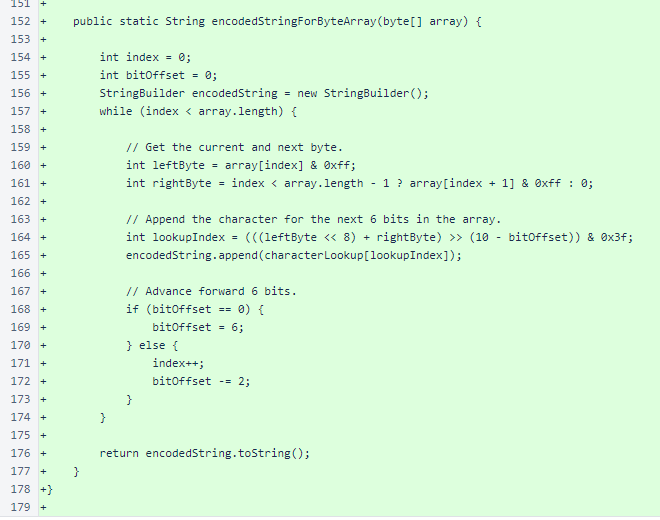 151 +
152 +    public static String encodedStringForByteArray(byte[] array) {
153 +
154 +        int index = 0;
155 +        int bitOffset = 0;
156 +        StringBuilder encodedString = new StringBuilder();
157 +        while (index < array.length) {
158 +
159 +            // Get the current and next byte.
160 +            int leftByte = array[index] & 0xff;
161 +            int rightByte = index < array.length - 1 ? array[index + 1] & 0xff : 0;
162 +
163 +            // Append the character for the next 6 bits in the array.
164 +            int lookupIndex = (((leftByte << 8) + rightByte) >> (10 - bitOffset)) & 0x3f;
165 +            encodedString.append(characterLookup[lookupIndex]);
166 +
167 +            // Advance forward 6 bits.
168 +            if (bitOffset == 0) {
169 +                bitOffset = 6;
170 +            } else {
171 +                index++;
172 +                bitOffset -= 2;
173 +            }
174 +        }
175 +
176 +        return encodedString.toString();
177 +    }
178 +}
179 +